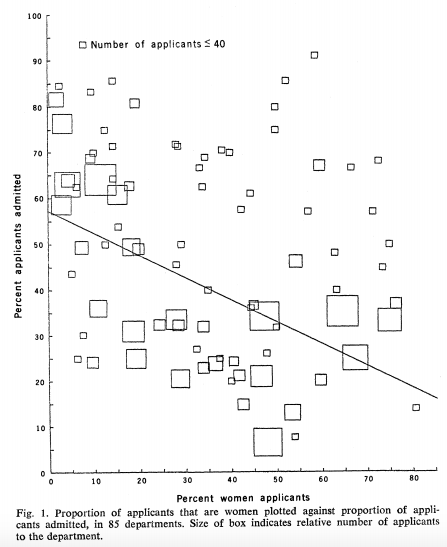 100
Number of applicants ≤ 40
90
80
70
60
50
40
30
20
10
0
Percent applicants admitted
0 10 20 30 40 50 60 70 80
Percent women applicants
Fig. 1. Proportion of applicants that are women plotted against proportion of appli-
cants admitted, in 85 departments. Size of box indicates relative number of applicants
to the department.